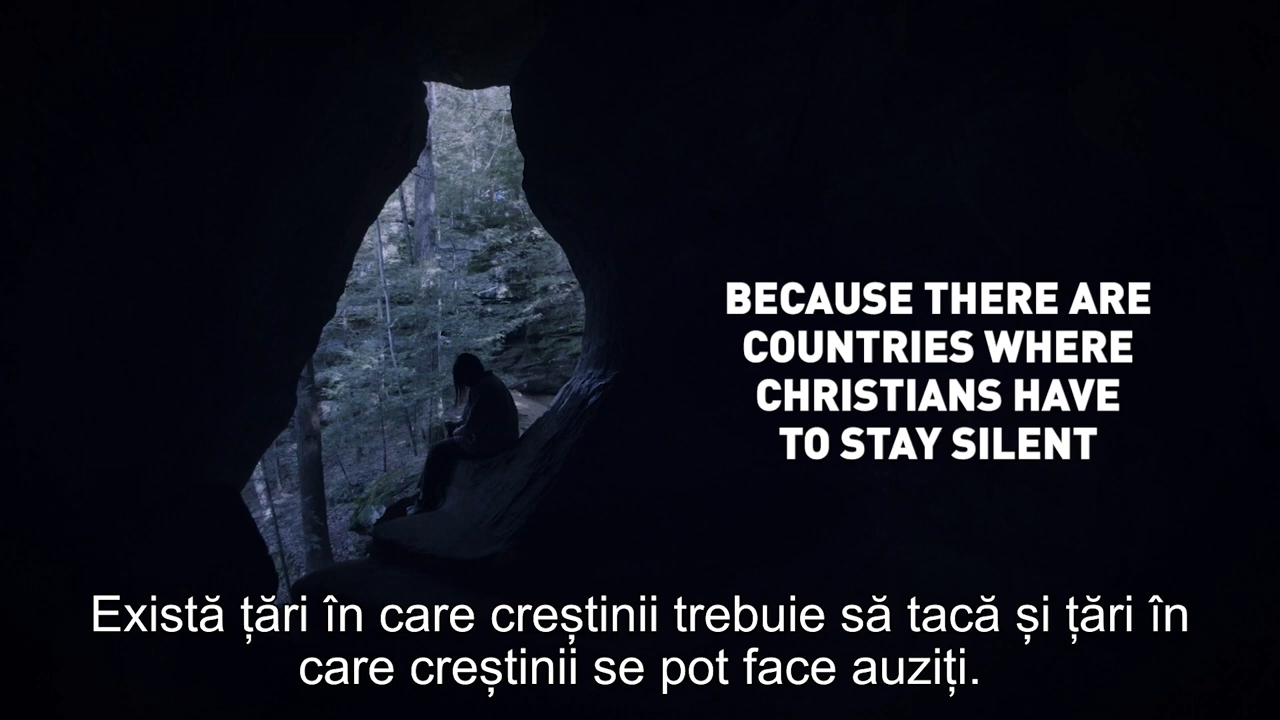 BECAUSE THERE ARE
COUNTRIES WHERE
CHRISTIANS HAVE
TO STAY SILENT
Există țări în care creștinii trebuie să tacă și țări în
care creștinii se pot face auziți.